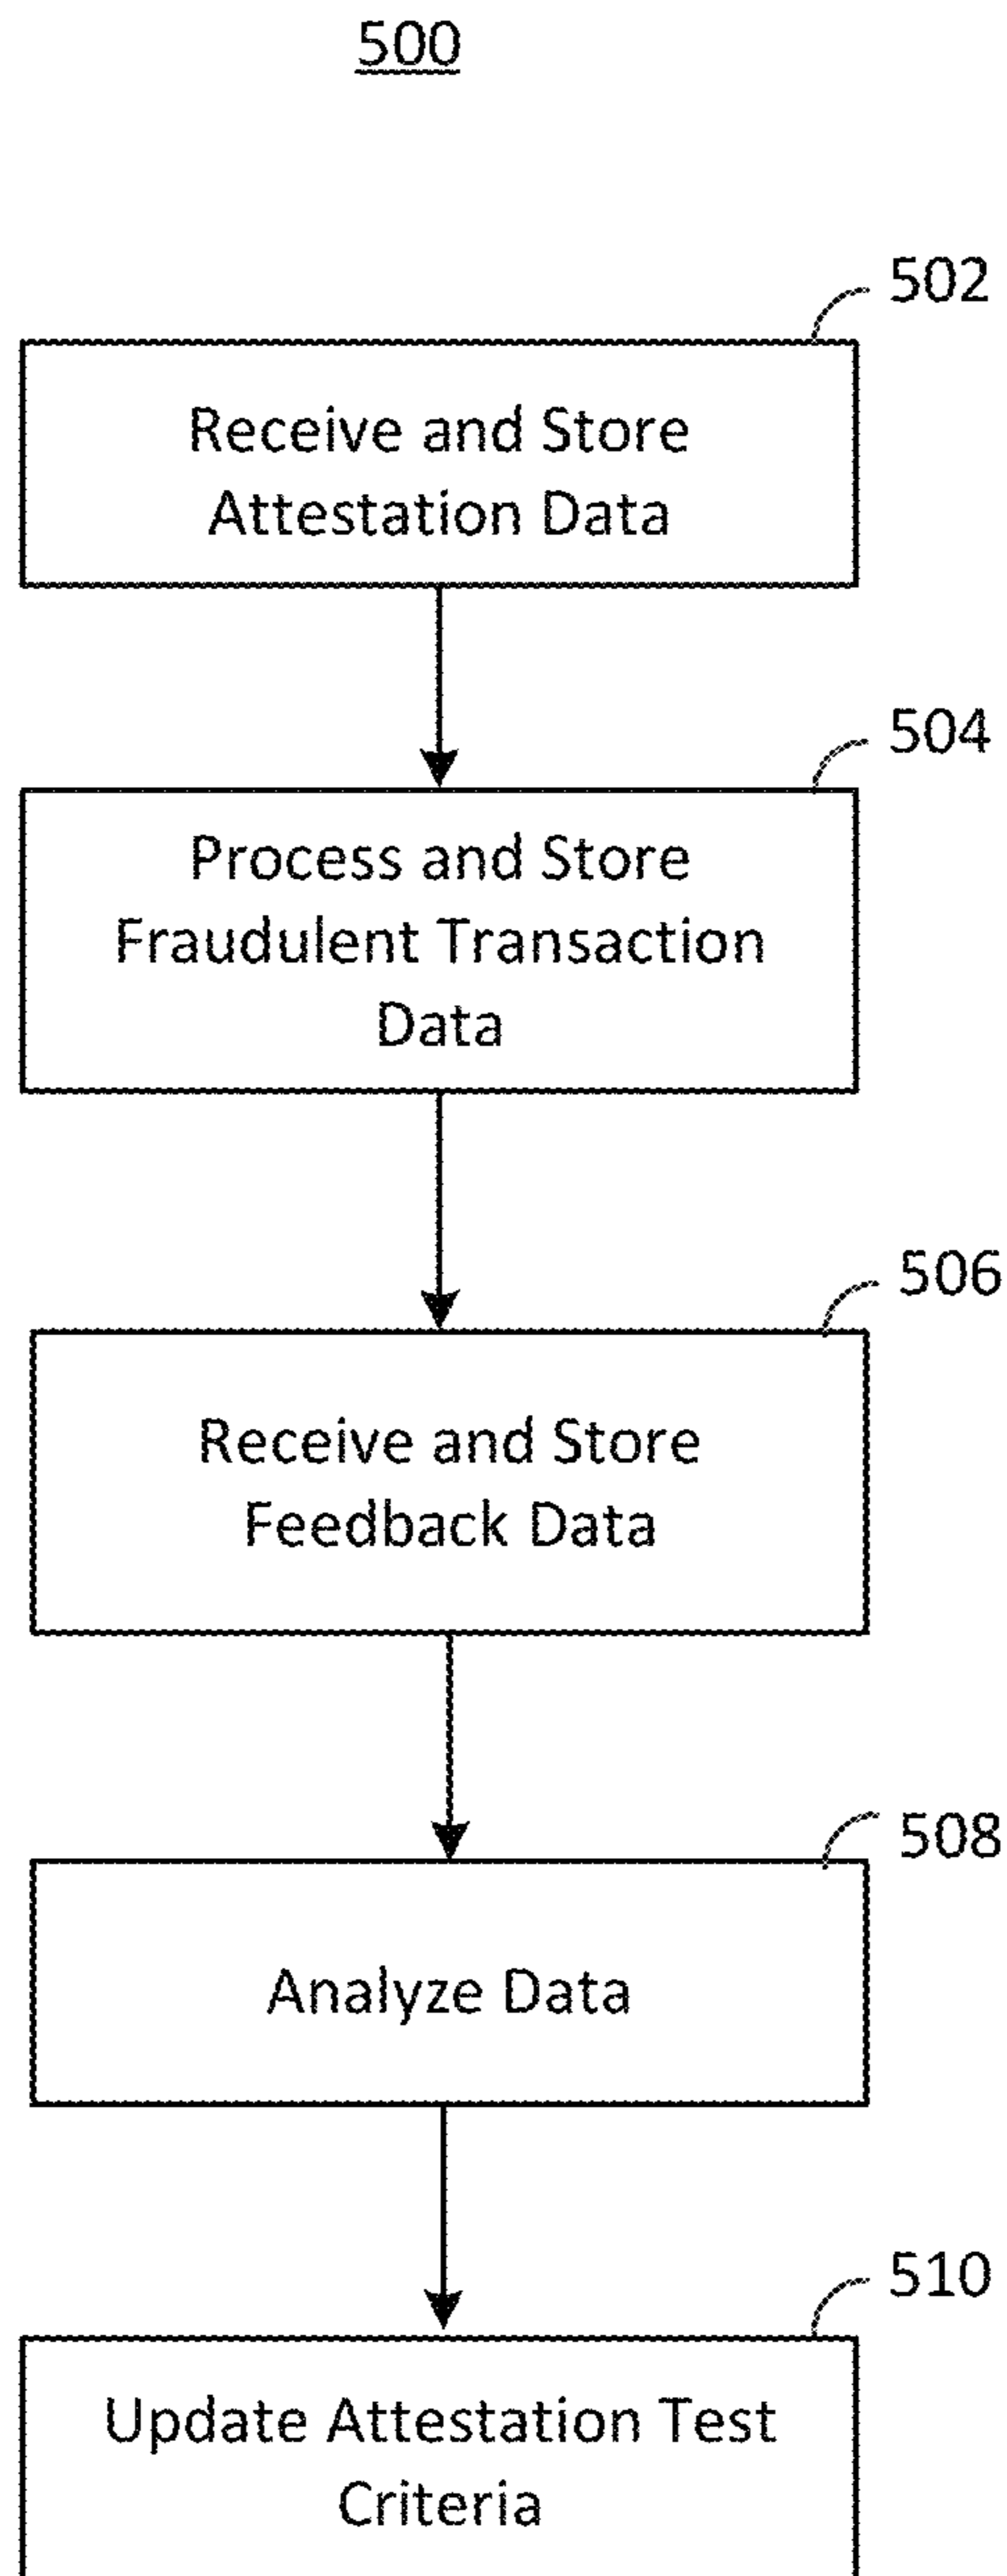 500
502
Receive and Store
Attestation Data
504
Process and Store
Fraudulent Transaction
Data
506
Receive and Store
Feedback Data
508
Analyze Data
510
Update Attestation Test
Criteria